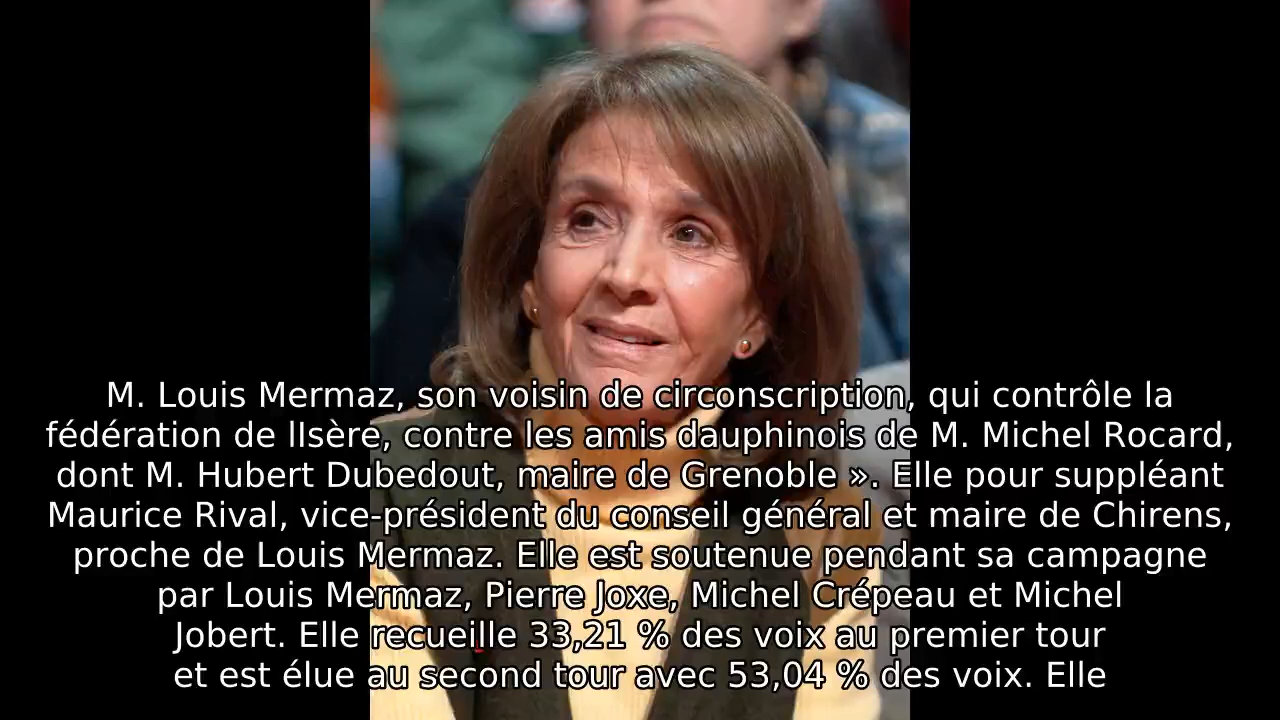 M. Louis Mermaz, son voisin de circonscription, qui contrôle la
fédération de lIsère, contre les amis dauphinois de M. Michel Rocard,
dont M. Hubert Dubedout, maire de Grenoble ». Elle pour suppléant
Maurice Rival, vice-président du conseil général et maire de Chirens,
proche de Louis Mermaz. Elle est soutenue pendant sa campagne
par Louis Mermaz, Pierre Joxe, Michel Crépeau et Michel
Jobert. Elle recueille 33,21 % des voix au premier tour
et est élue au second tour avec 53,04 % des voix. Elle